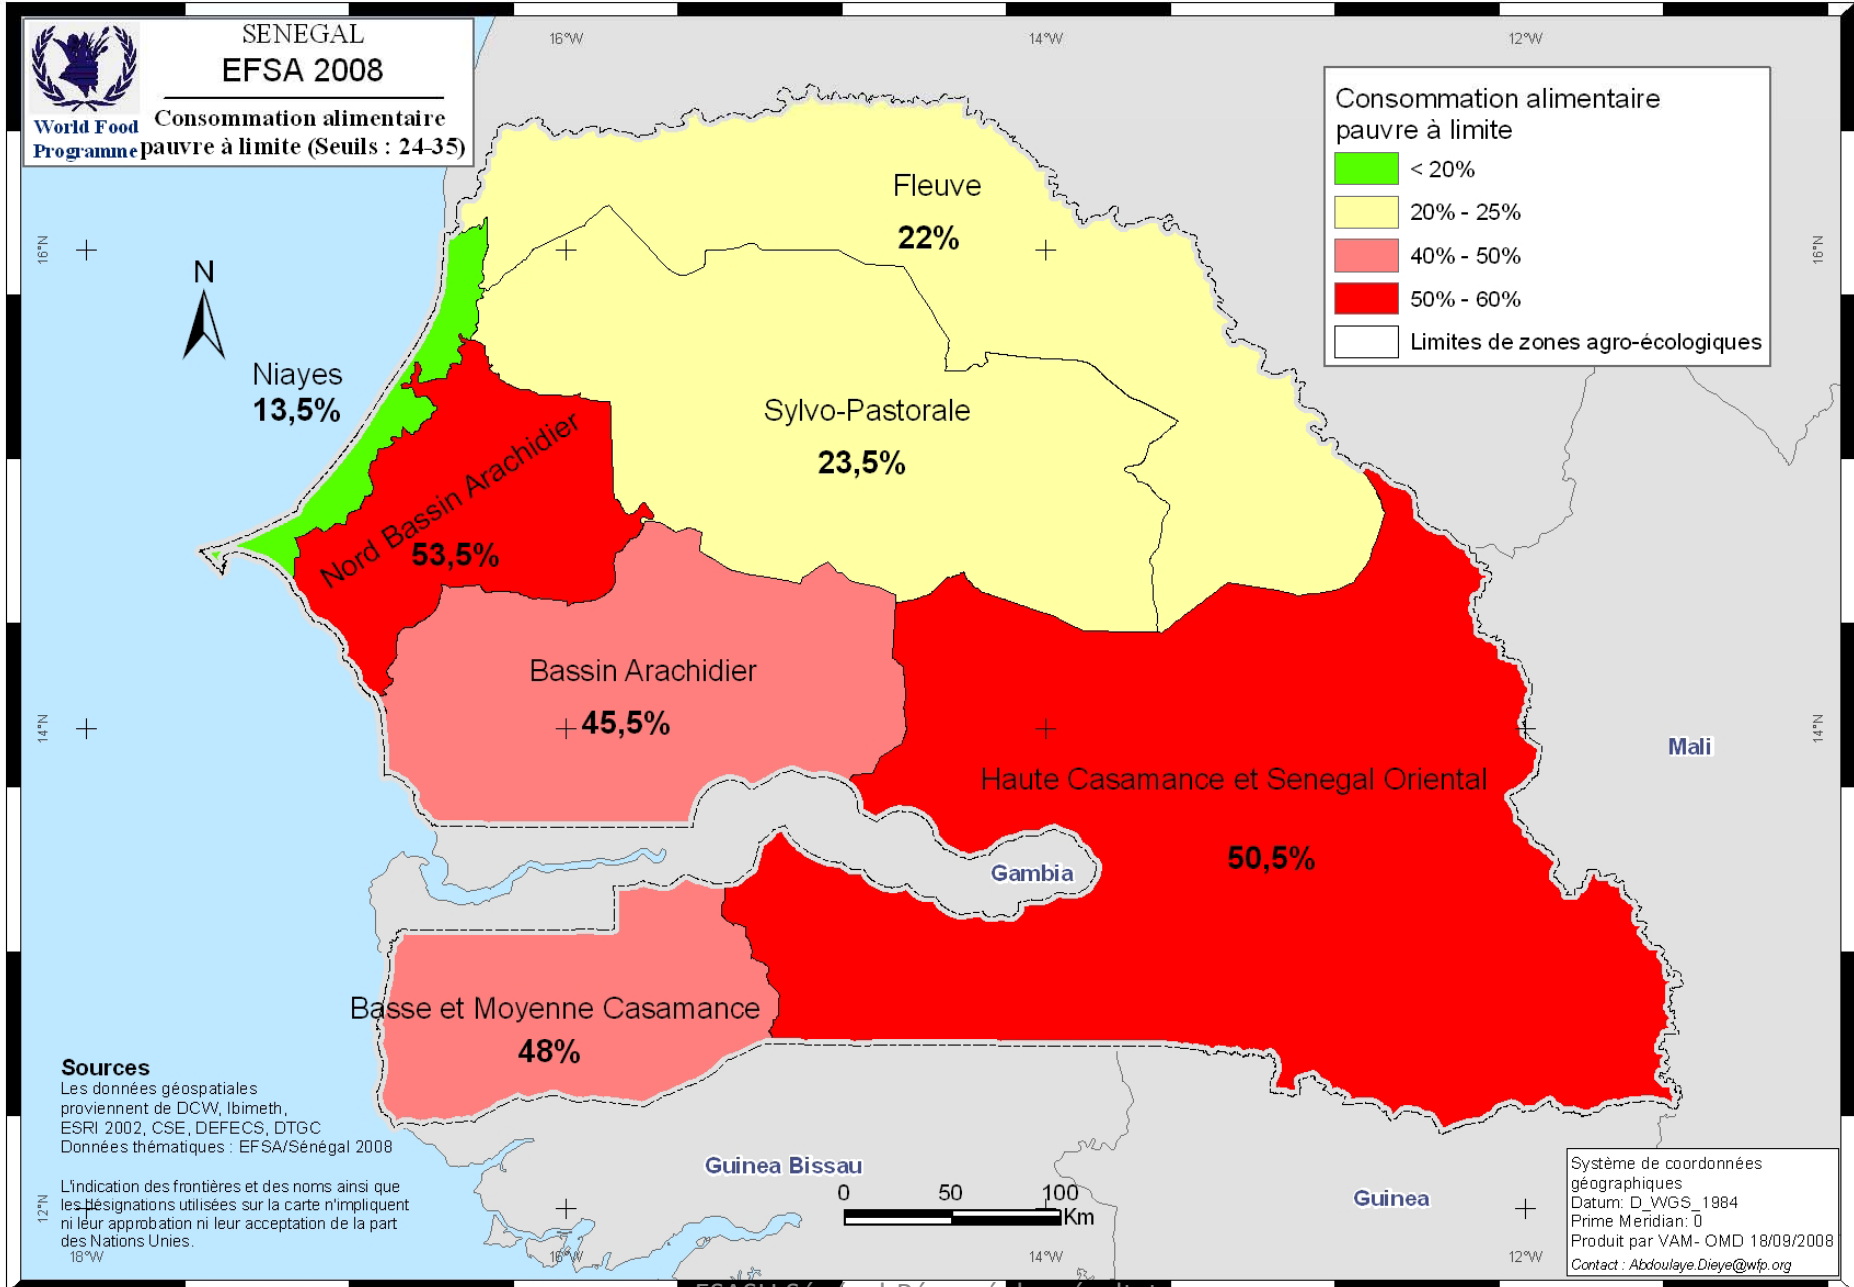 SENEGAL
EFSA 2008
World Food
Programme
Consommation alimentaire
pauvre à limite (Seuils : 24-35)
16°W
14°W
12°W
Consommation alimentaire
pauvre à limite
< 20%
20% - 25%
40% - 50%
50% - 60%
Limites de zones agro-écologiques
16°N
16°N
N
Fleuve
22%
Niayes
13,5%
Sylvo-Pastorale
23,5%
Nord Bassin Arachidier
53,5%
Bassin Arachidier
45,5%
14°N
14°N
Mali
Haute Casamance et Senegal Oriental
50,5%
Gambia
Basse et Moyenne Casamance
48%
Sources
Les données géospatiales
proviennent de DCW, Ibimeth,
ESRI 2002, CSE, DEFECS, DTGC
Données thématiques : EFSA/Sénégal 2008
L'indication des frontières et des noms ainsi que
les désignations utilisées sur la carte n'impliquent
ni leur approbation ni leur acceptation de la part
des Nations Unies.
Guinea Bissau
Guinea
0 50 100
Km
Système de coordonnées
géographiques
Datum: D_WGS_1984
Prime Meridian: 0
Produit par VAM- OMD 18/09/2008
Contact : Abdoulaye.Dieye@wfp.org
12°N
18°W
16°W
14°W
12°W